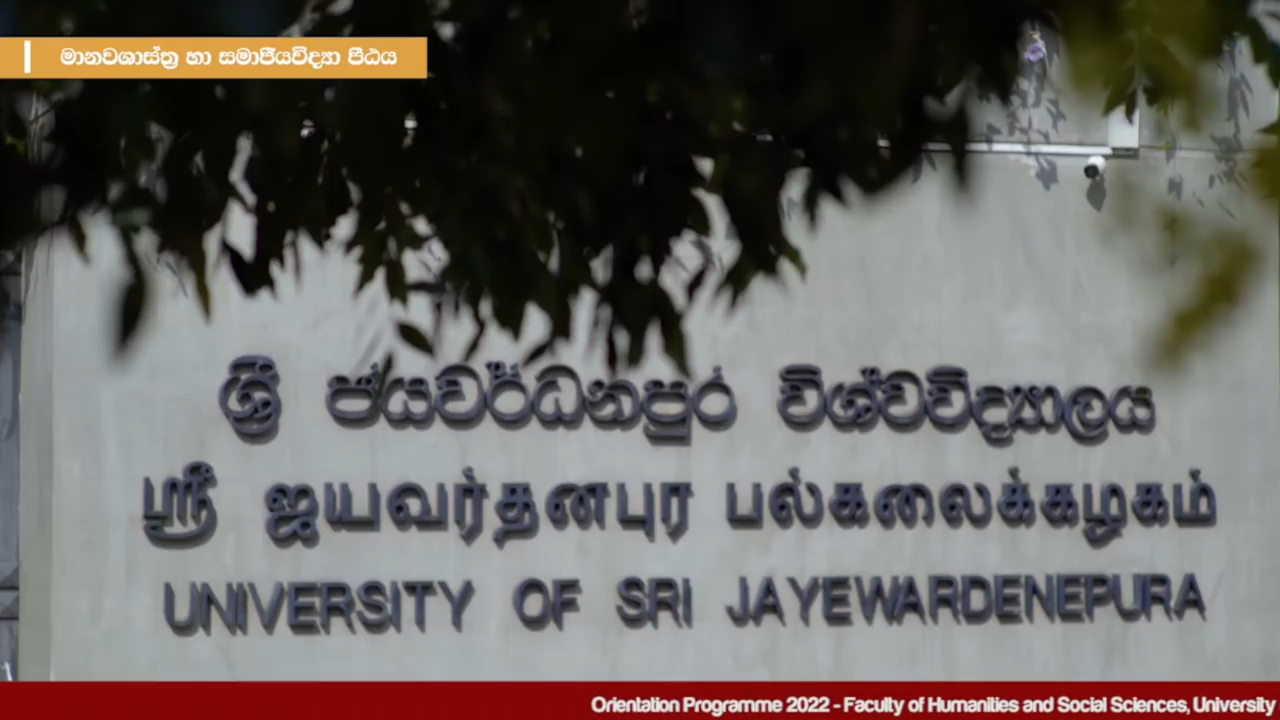 මානවශාස්ත්‍ර හා සමාජීයවිද්‍යා පීඨය
ශ්‍රී ජයවර්ධනපුර විශ්වවිද්‍යාලය
ஸ்ரீ ஜயவர்தனபுர பல்கலைக்கழகம்
UNIVERSITY OF SRI JAYEWARDENEPURA
Orientation Programme 2022 - Faculty of Humanities and Social Sciences, University